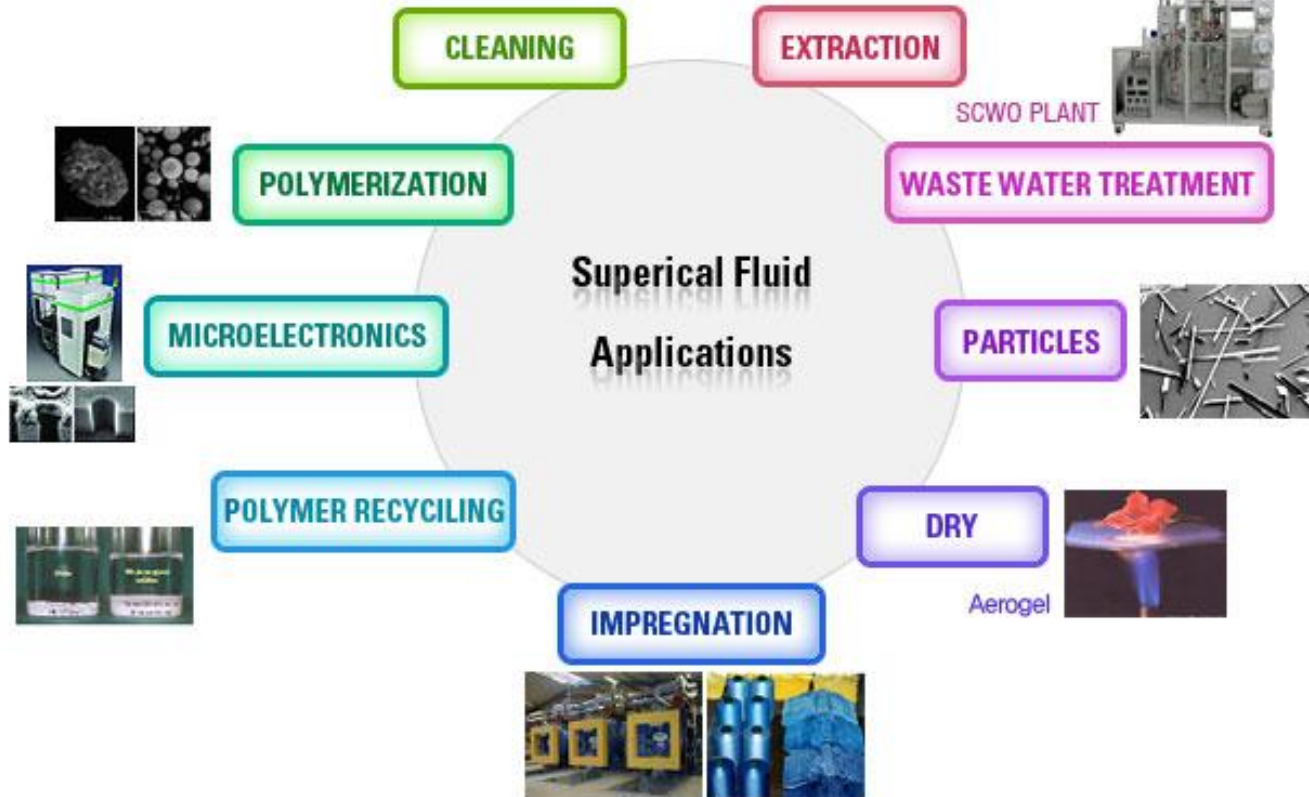 CLEANING
EXTRACTION
SCWO PLANT
POLYMERIZATION
WASTE WATER TREATMENT
Superical Fluid
Applications
MICROELECTRONICS
PARTICLES
POLYMER RECYCILING
DRY
Aerogel
IMPREGNATION